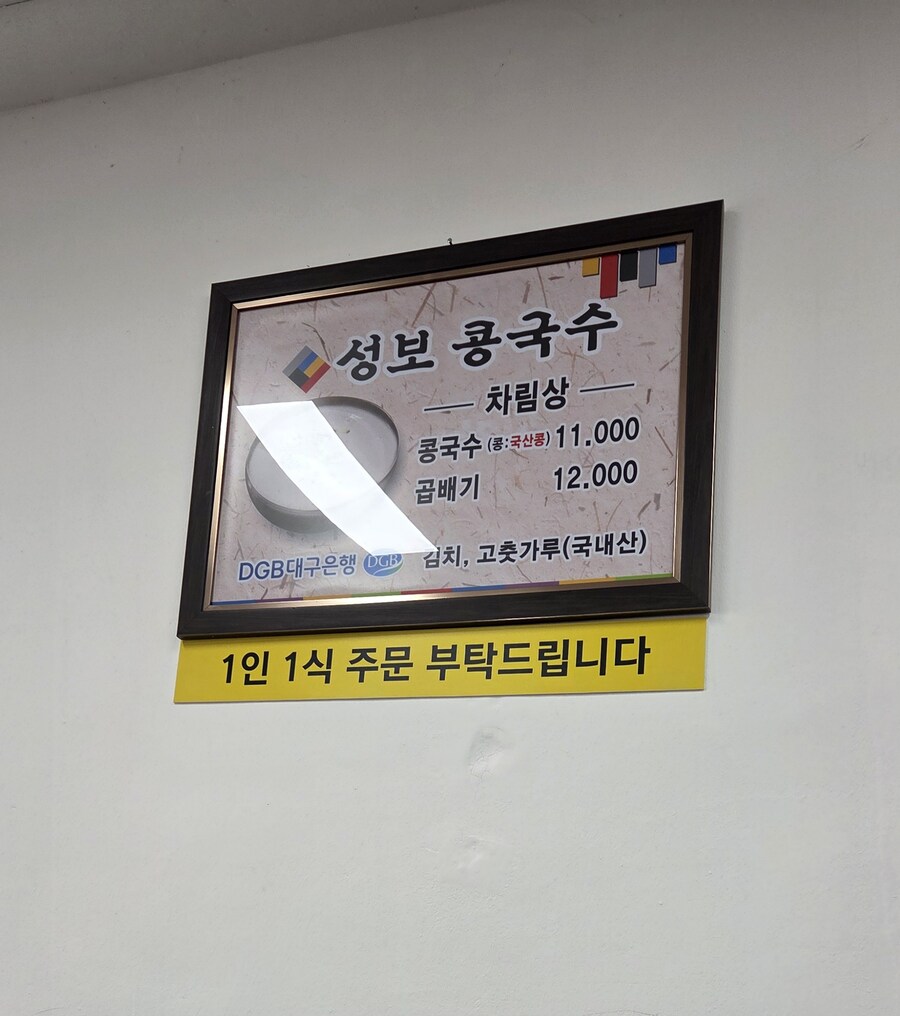 성보 콩국수
차림상
콩국수 (콩:국산콩) 11.000
곱배기 12.000
김치, 고춧가루(국내산)
DGB대구은행 DGB
1인 1식 주문 부탁드립니다